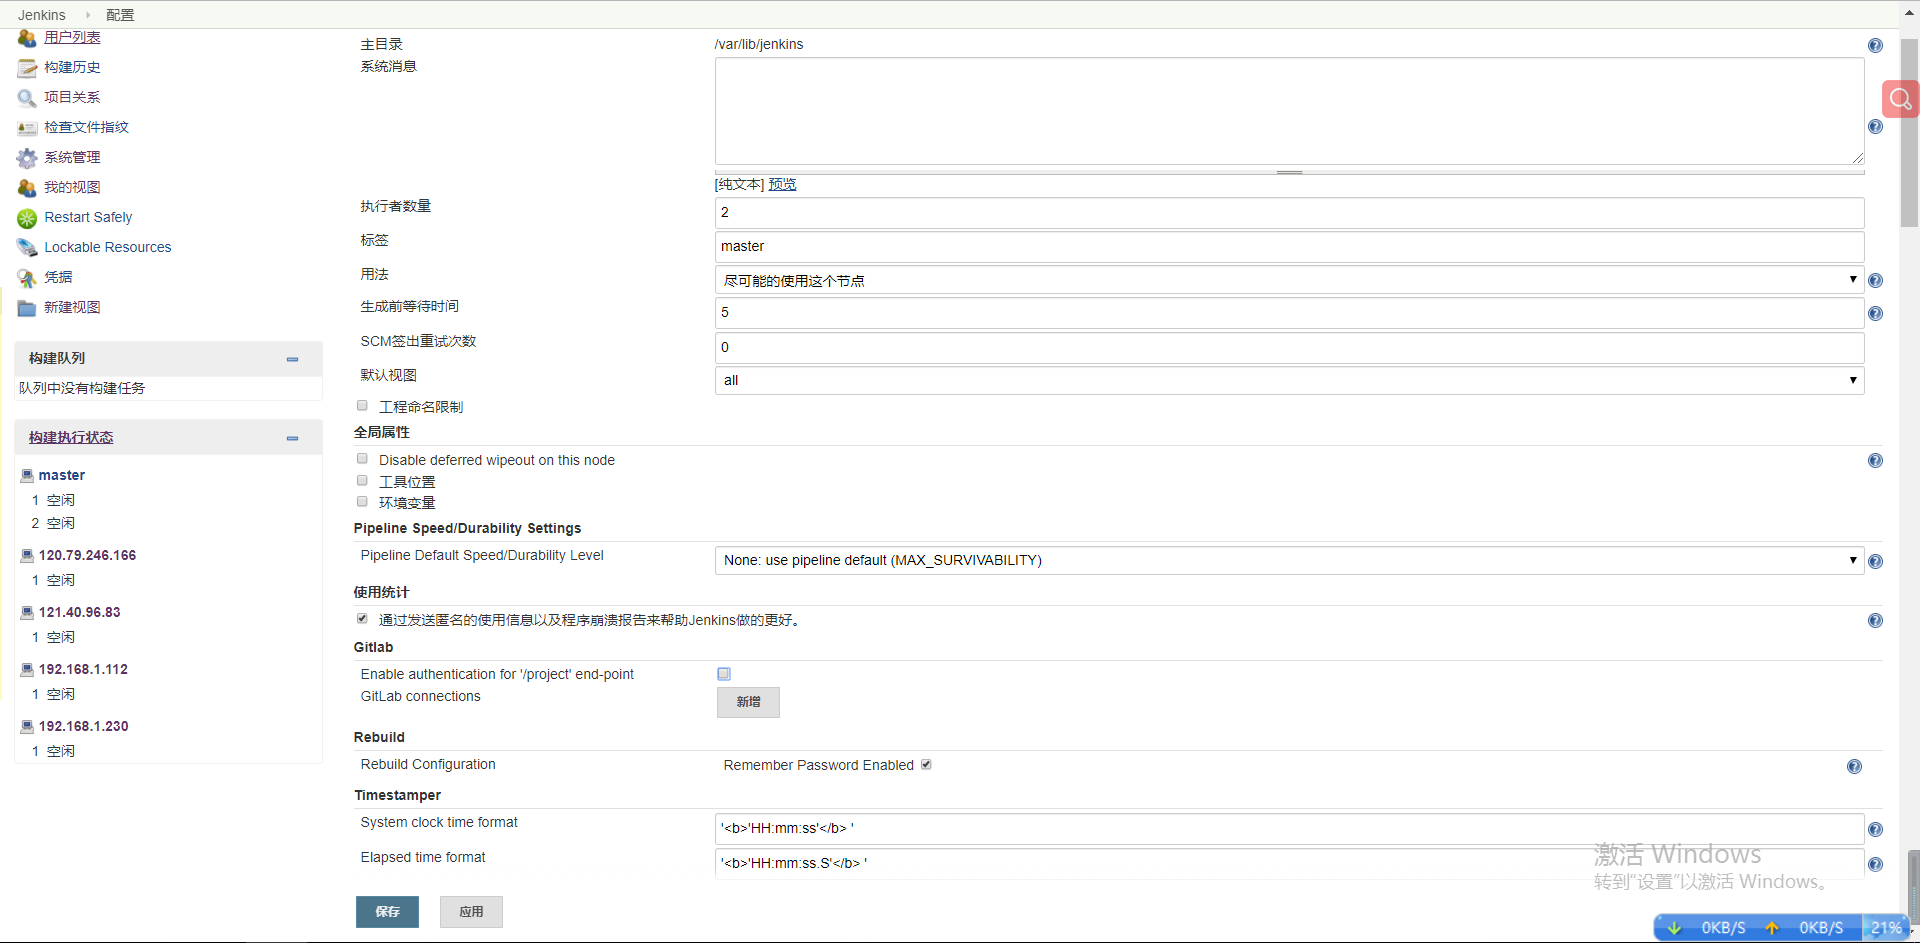 Jenkins 配置
用户列表
构建历史
项目关系
检查文件指纹
系统管理
我的视图
Restart Safely
Lockable Resources
凭据
新建视图
构建队列
队列中没有构建任务
构建执行状态
master
1 空闲
2 空闲
120.79.246.166
1 空闲
121.40.96.83
1 空闲
192.168.1.112
1 空闲
192.168.1.230
1 空闲
主目录 /var/lib/jenkins
系统消息
[纯文本] 预览
执行者数量 2
标签 master
用法 尽可能的使用这个节点
生成前等待时间 5
SCM签出重试次数 0
默认视图 all
工程命名限制
全局属性
Disable deferred wipeout on this node
工具位置
环境变量
Pipeline Speed/Durability Settings
Pipeline Default Speed/Durability Level None: use pipeline default (MAX_SURVIVABILITY)
使用统计
通过发送匿名的使用信息以及程序崩溃报告来帮助Jenkins做的更好。
Gitlab
Enable authentication for '/project' end-point
GitLab connections 新增
Rebuild
Rebuild Configuration Remember Password Enabled
Timestamper
System clock time format '<b>'HH:mm:ss'</b> '
Elapsed time format '<b>'HH:mm:ss.S'</b> '
保存 应用
激活 Windows
转到“设置”以激活 Windows。
0KB/S 0KB/S 21%